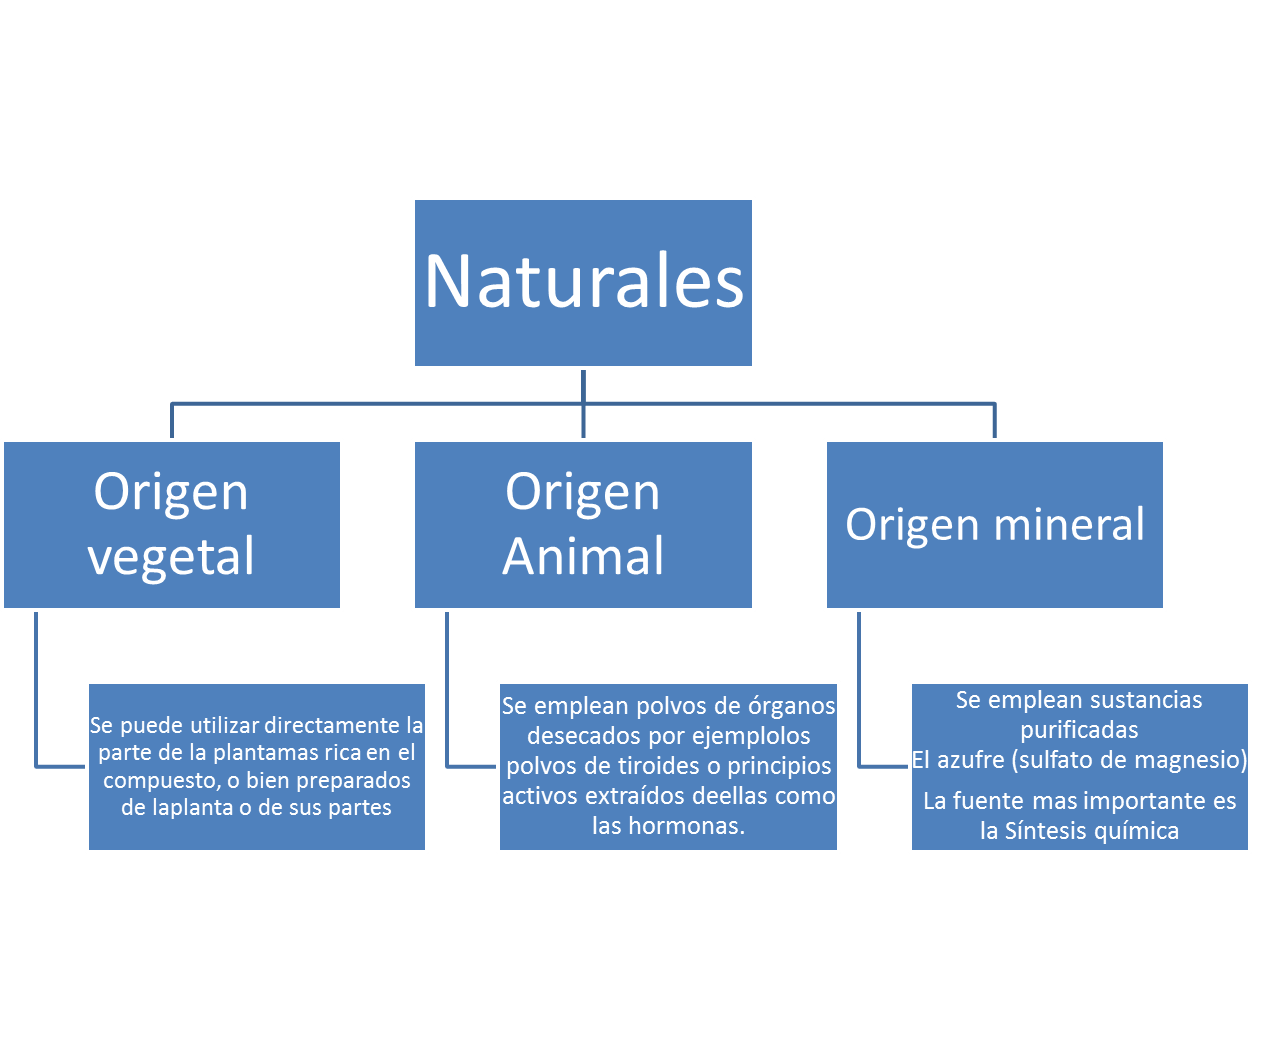 Naturales
Origen
vegetal
Origen
Animal
Origen mineral
Se puede utilizar directamente la
parte de la plantamas rica en el
compuesto, o bien preparados
de laplanta o de sus partes
Se emplean polvos de órganos
desecados por ejemplolos
polvos de tiroides o principios
activos extraídos deellas como
las hormonas.
Se emplean sustancias
purificadas
El azufre (sulfato de magnesio)
La fuente mas importante es
la Síntesis química